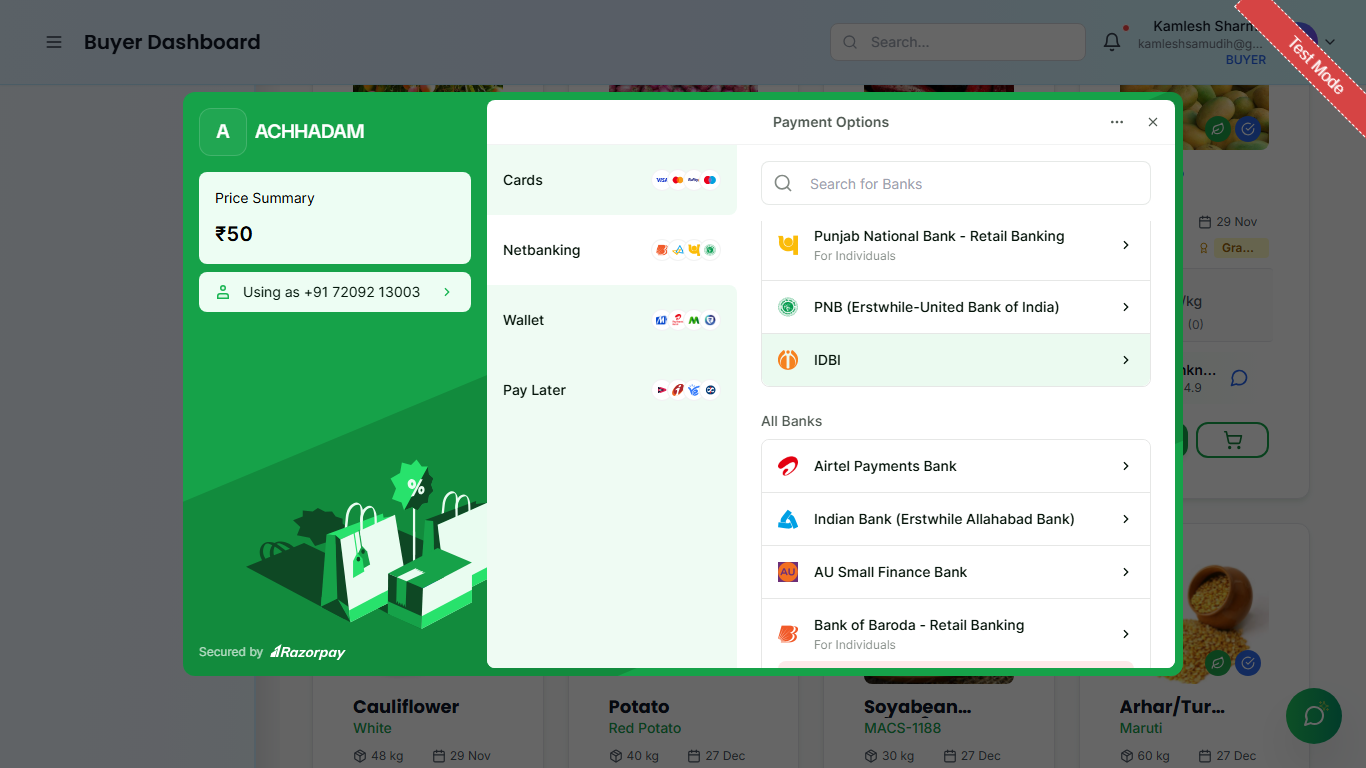 Buyer Dashboard
Search...
Kamlesh Sharm...
kamleshsamudih@g...
BUYER
Test Mode
A ACHHADAM
Price Summary
₹50
Using as +91 72092 13003
Secured by Razorpay
Payment Options
Cards
Netbanking
Wallet
Pay Later
Search for Banks
Punjab National Bank - Retail Banking
For Individuals
PNB (Erstwhile-United Bank of India)
IDBI
All Banks
Airtel Payments Bank
Indian Bank (Erstwhile Allahabad Bank)
AU Small Finance Bank
Bank of Baroda - Retail Banking
For Individuals
29 Nov
Gra...
/kg
(0)
4.9
Cauliflower
White
48 kg 29 Nov
Potato
Red Potato
40 kg 27 Dec
Soyabean...
MACS-1188
30 kg 27 Dec
Arhar/Tur...
Maruti
60 kg 27 Dec